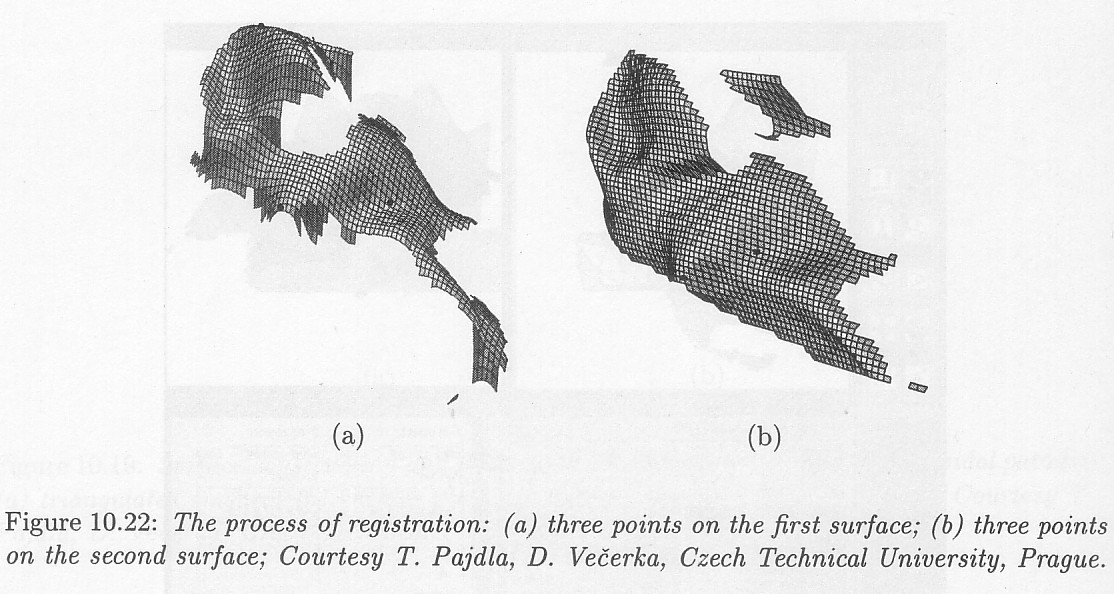 (a)
(b)
Figure 10.22: The process of registration: (a) three points on the first surface; (b) three points
on the second surface; Courtesy T. Pajdla, D. Večerka, Czech Technical University, Prague.